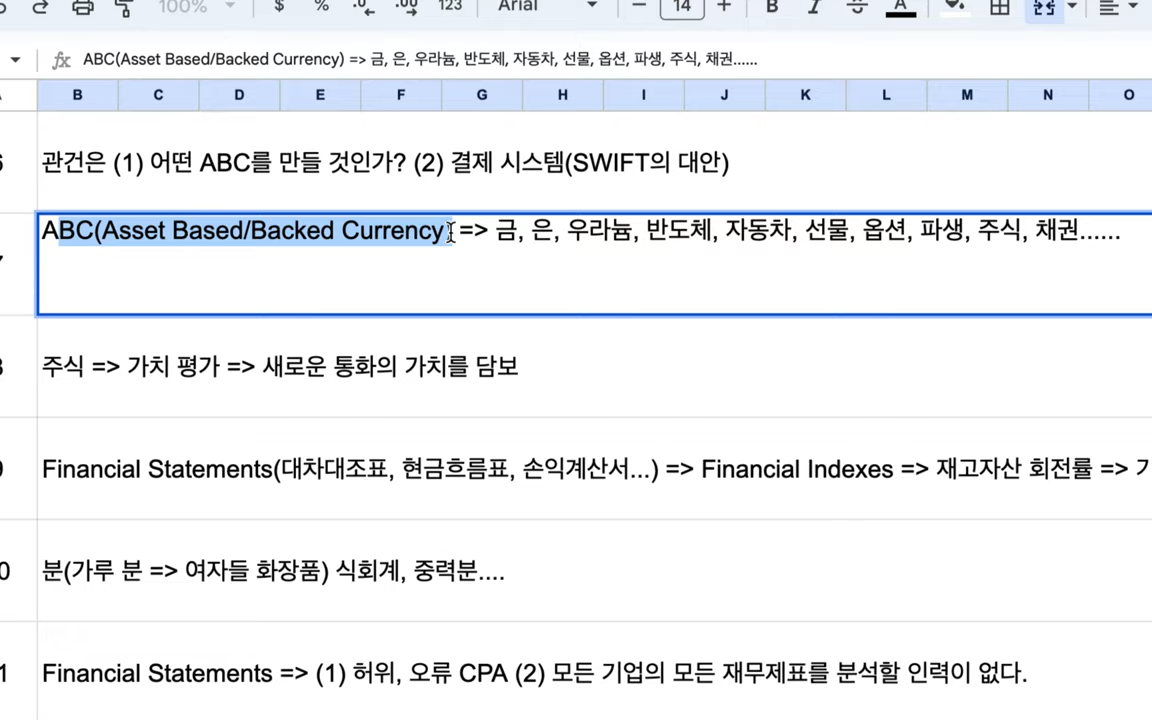 100% $ % .0 .00 123 Arial 14 B I A
fx ABC(Asset Based/Backed Currency) => 금, 은, 우라늄, 반도체, 자동차, 선물, 옵션, 파생, 주식, 채권......
B C D E F G H I J K L M N O
관건은 (1) 어떤 ABC를 만들 것인가? (2) 결제 시스템(SWIFT의 대안)
ABC(Asset Based/Backed Currency) => 금, 은, 우라늄, 반도체, 자동차, 선물, 옵션, 파생, 주식, 채권......
주식 => 가치 평가 => 새로운 통화의 가치를 담보
Financial Statements(대차대조표, 현금흐름표, 손익계산서...) => Financial Indexes => 재고자산 회전률 =>
분(가루 분 => 여자들 화장품) 식회계, 중력분....
Financial Statements => (1) 허위, 오류 CPA (2) 모든 기업의 모든 재무제표를 분석할 인력이 없다.